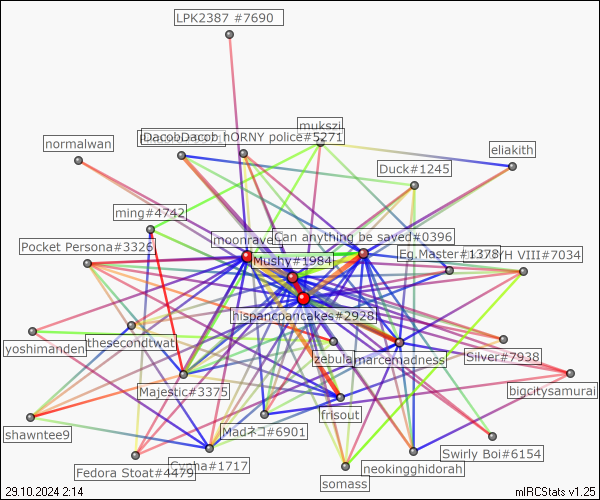 LPK2387 #7690
mukszi
DacobDacob hORNY police#5271
normalwan
eliakith
Duck#1245
ming#4742
moonraven
Can anything be saved#0396
Pocket Persona#3326
Mushy#1984
Eg.Master#1378
VIII#7034
hispancpancakes#2928
yoshimanden
thesecondtwat
zebula
marcemadness
Silver#7938
Majestic#3375
bigcitysamurai
frisout
shawntee9
Madネコ#6901
Swirly Boi#6154
Cypha#1717
Fedora Stoat#4479
neokingghidorah
somass
29.10.2024 2:14
mIRCStats v1.25